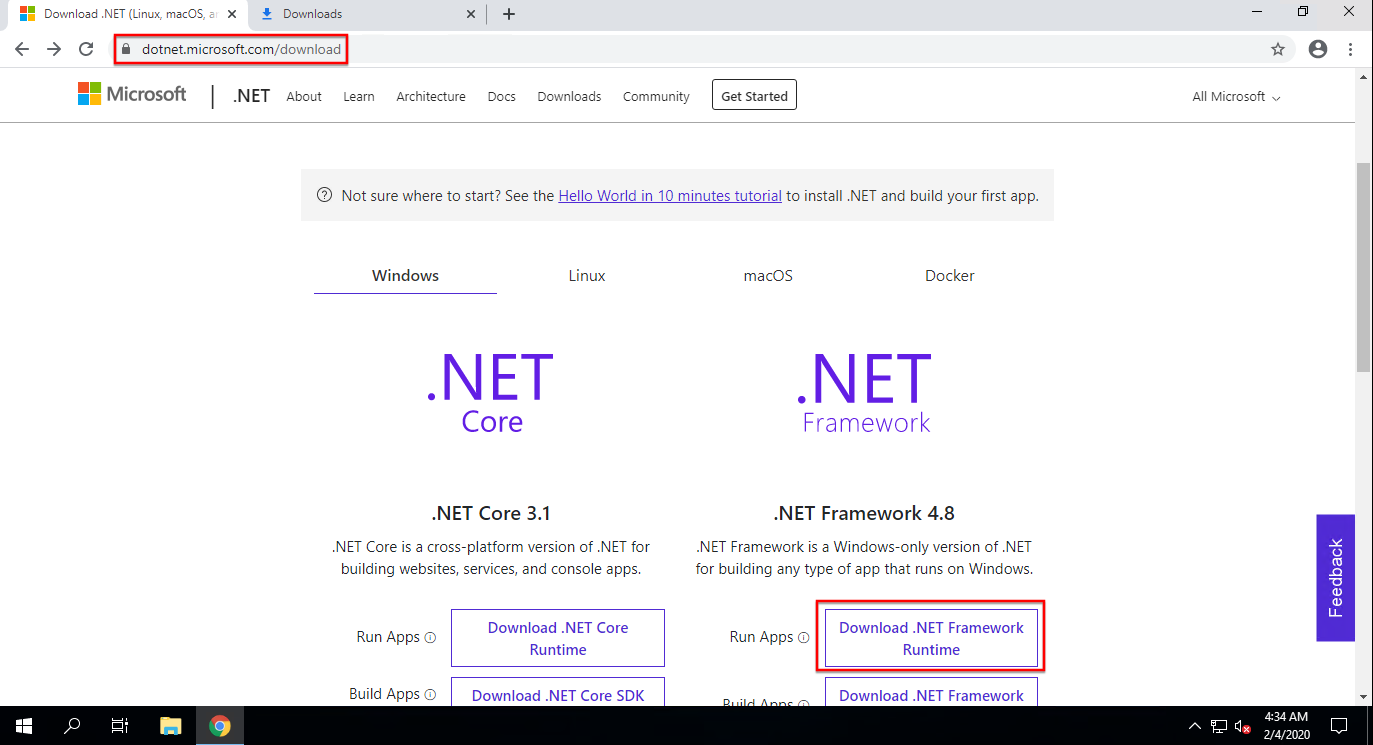 Download .NET (Linux, macOS, an
Downloads
dotnet.microsoft.com/download
Microsoft
.NET
About
Learn
Architecture
Docs
Downloads
Community
Get Started
All Microsoft
Not sure where to start? See the Hello World in 10 minutes tutorial to install .NET and build your first app.
Windows
Linux
macOS
Docker
.NET
Core
.NET
Framework
.NET Core 3.1
.NET Core is a cross-platform version of .NET for
building websites, services, and console apps.
.NET Framework 4.8
.NET Framework is a Windows-only version of .NET
for building any type of app that runs on Windows.
Run Apps
Download .NET Core
Runtime
Run Apps
Download .NET Framework
Runtime
Build Apps
Download .NET Core SDK
Build Apps
Download .NET Framework
Feedback
4:34 AM
2/4/2020